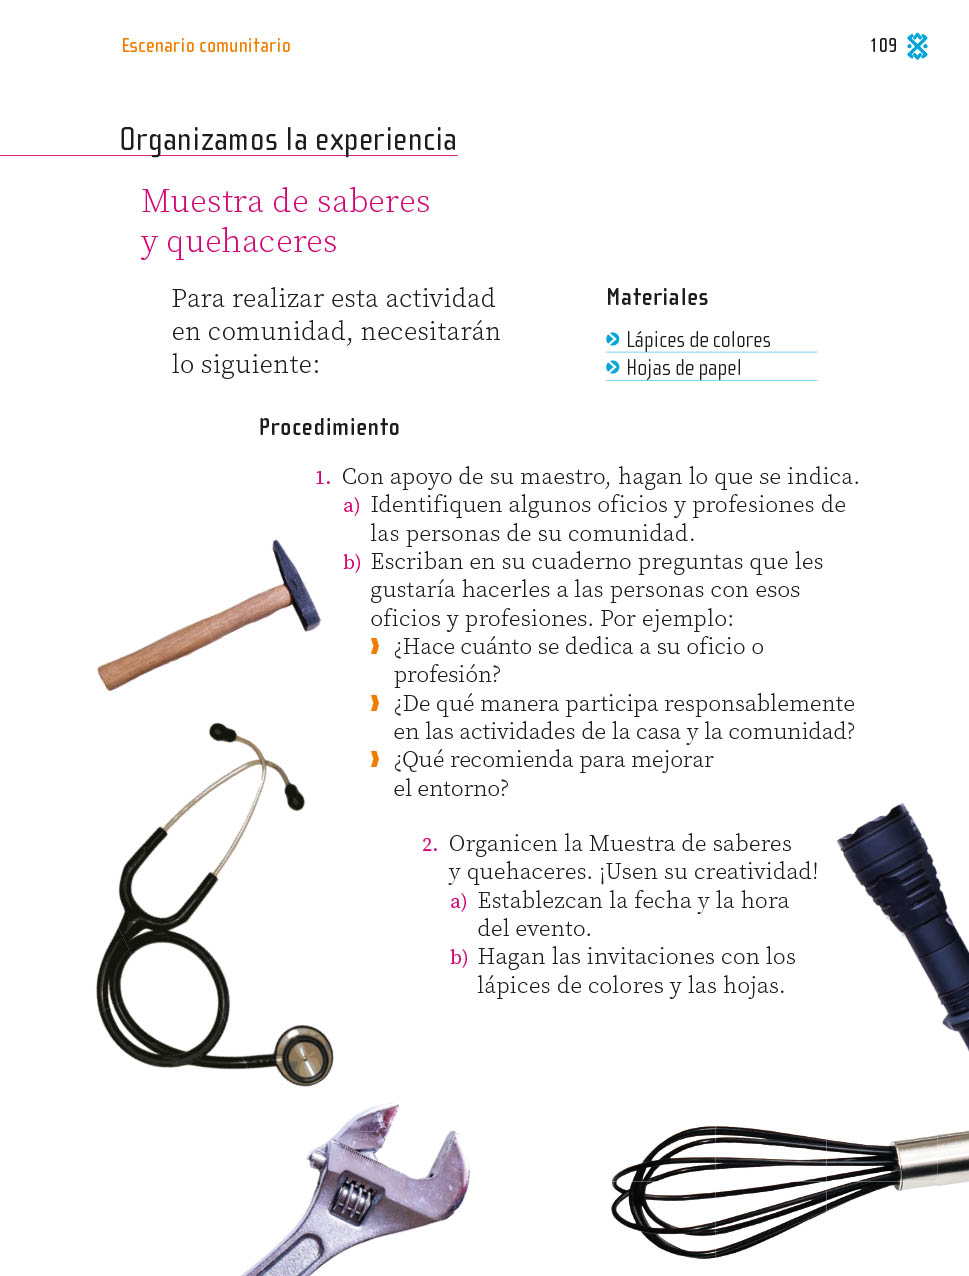 Escenario comunitario
109
Organizamos la experiencia
Muestra de saberes
y quehaceres
Para realizar esta actividad
en comunidad, necesitarán
lo siguiente:
Materiales
Lápices de colores
Hojas de papel
Procedimiento
1. Con apoyo de su maestro, hagan lo que se indica.
a) Identifiquen algunos oficios y profesiones de
las personas de su comunidad.
b) Escriban en su cuaderno preguntas que les
gustaría hacerles a las personas con esos
oficios y profesiones. Por ejemplo:
¿Hace cuánto se dedica a su oficio o
profesión?
¿De qué manera participa responsablemente
en las actividades de la casa y la comunidad?
¿Qué recomienda para mejorar
el entorno?
2. Organicen la Muestra de saberes
y quehaceres. ¡Usen su creatividad!
a) Establezcan la fecha y la hora
del evento.
b) Hagan las invitaciones con los
lápices de colores y las hojas.